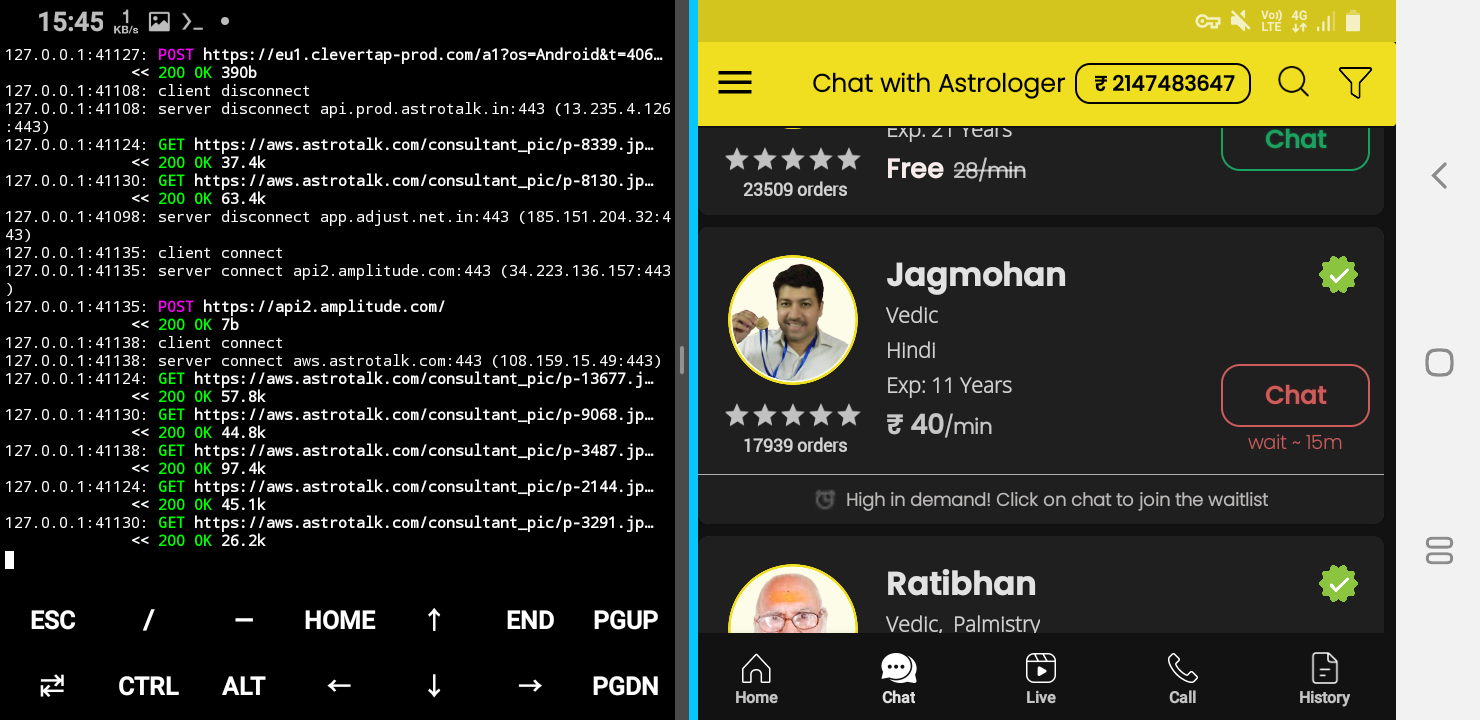 15:45 1 KB/s
127.0.0.1:41127: POST https://eu1.clevertap-prod.com/a1?os=Android&t=406…
<< 200 OK 390b
127.0.0.1:41108: client disconnect
127.0.0.1:41108: server disconnect api.prod.astrotalk.in:443 (13.235.4.126
:443)
127.0.0.1:41124: GET https://aws.astrotalk.com/consultant_pic/p-8339.jp…
<< 200 OK 37.4k
127.0.0.1:41130: GET https://aws.astrotalk.com/consultant_pic/p-8130.jp…
<< 200 OK 63.4k
127.0.0.1:41098: server disconnect app.adjust.net.in:443 (185.151.204.32:4
43)
127.0.0.1:41135: client connect
127.0.0.1:41135: server connect api2.amplitude.com:443 (34.223.136.157:443
)
127.0.0.1:41135: POST https://api2.amplitude.com/
<< 200 OK 7b
127.0.0.1:41138: client connect
127.0.0.1:41138: server connect aws.astrotalk.com:443 (108.159.15.49:443)
127.0.0.1:41124: GET https://aws.astrotalk.com/consultant_pic/p-13677.j…
<< 200 OK 57.8k
127.0.0.1:41130: GET https://aws.astrotalk.com/consultant_pic/p-9068.jp…
<< 200 OK 44.8k
127.0.0.1:41138: GET https://aws.astrotalk.com/consultant_pic/p-3487.jp…
<< 200 OK 97.4k
127.0.0.1:41124: GET https://aws.astrotalk.com/consultant_pic/p-2144.jp…
<< 200 OK 45.1k
127.0.0.1:41130: GET https://aws.astrotalk.com/consultant_pic/p-3291.jp…
<< 200 OK 26.2k
ESC / — HOME ↑ END PGUP
⇄ CTRL ALT ← ↓ → PGDN
Vo) LTE 4G
Chat with Astrologer ₹ 2147483647
Exp: 21 Years
Chat
Free 28/min
23509 orders
Jagmohan
Vedic
Hindi
Exp: 11 Years
Chat
₹ 40/min
wait ~ 15m
17939 orders
High in demand! Click on chat to join the waitlist
Ratibhan
Vedic, Palmistry
Home Chat Live Call History